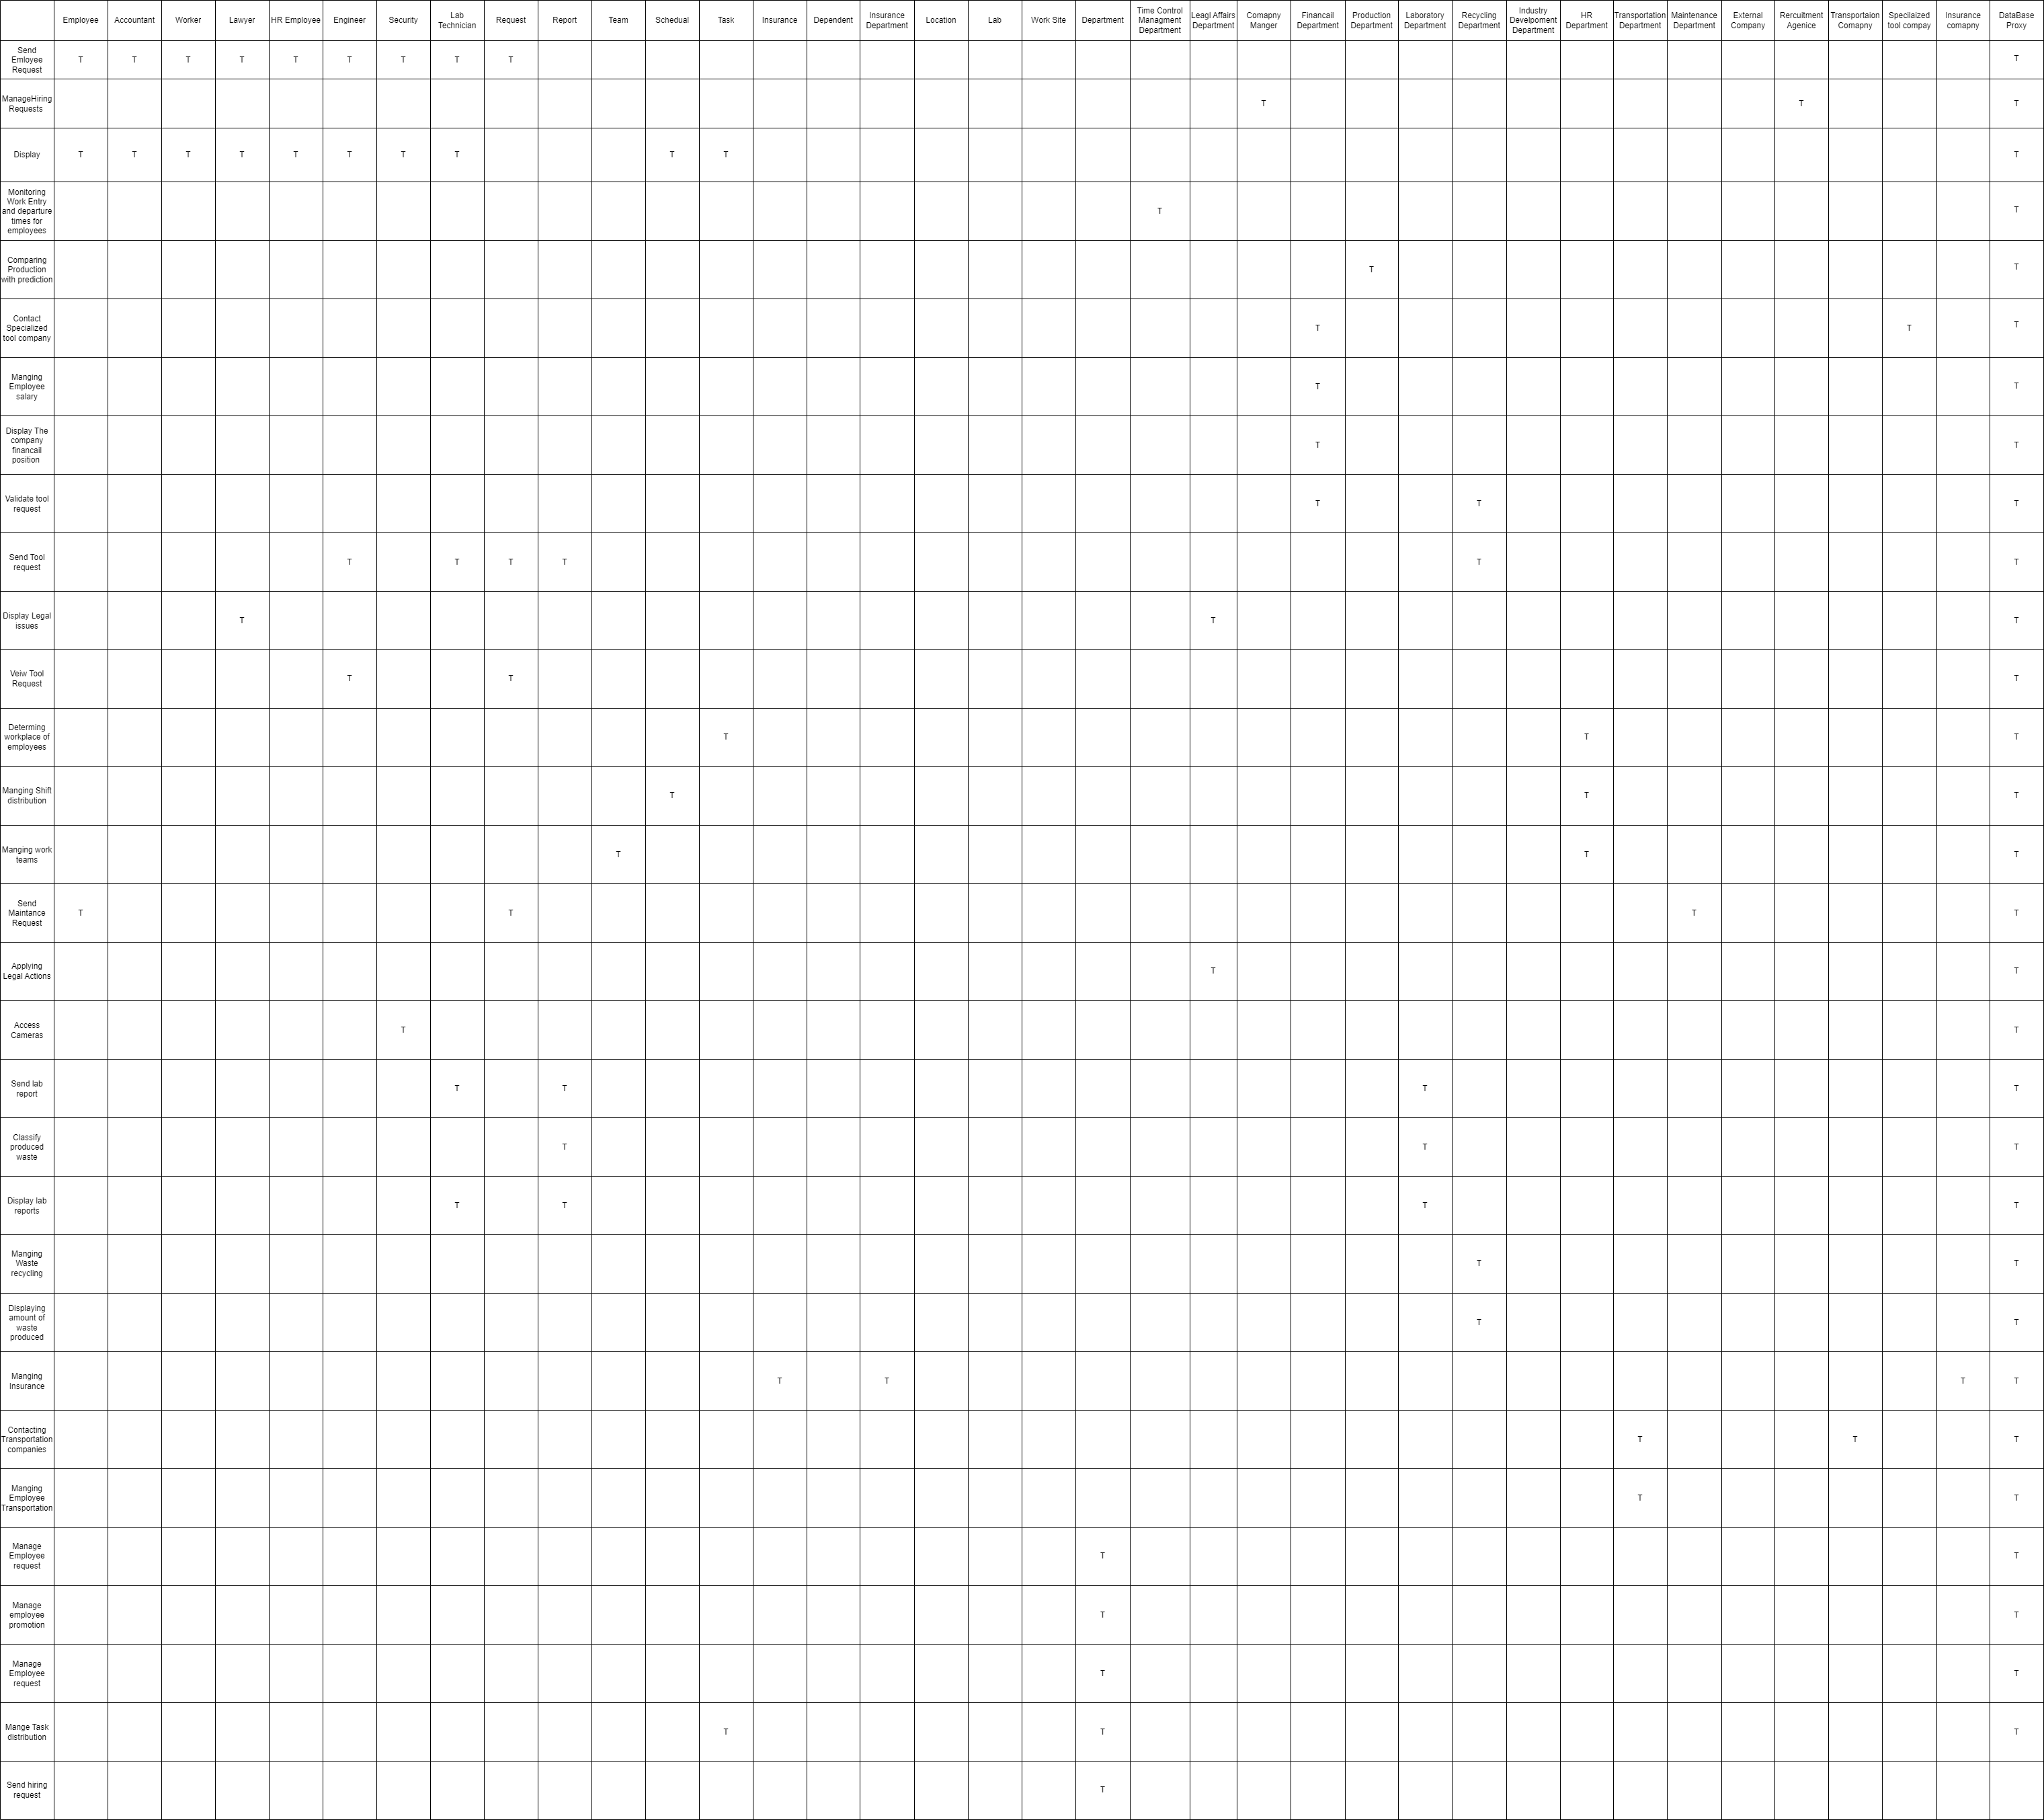 Employee Accountant Worker Lawyer HR Employee Engineer Security Lab Technician Request Report Team Schedual Task Insurance Dependent Insurance Department Location Lab Work Site Department Time Control Managment Department Leagl Affairs Department Comapny Manger Financail Department Production Department Laboratory Department Recycling Department Industry Develpoment Department HR Department Transportation Department Maintenance Department External Company Rercuitment Agenice Transportaion Comapny Specilaized tool compay Insurance comapny DataBase Proxy
Send Emloyee Request T T T T T T T T T T
ManageHiring Requests T T T
Display T T T T T T T T T T T
Monitoring Work Entry and departure times for employees T T
Comparing Production with prediction T T
Contact Specialized tool company T T T
Manging Employee salary T T
Display The company financail position T T
Validate tool request T T T
Send Tool request T T T T T T
Display Legal issues T T T
Veiw Tool Request T T T
Determing workplace of employees T T T
Manging Shift distribution T T T
Manging work teams T T T
Send Maintance Request T T T T
Applying Legal Actions T T
Access Cameras T T
Send lab report T T T T
Classify produced waste T T T
Display lab reports T T T T
Manging Waste recycling T T
Displaying amount of waste produced T T
Manging Insurance T T T T
Contacting Transportation companies T T T
Manging Employee Transportation T T
Manage Employee request T T
Manage employee promotion T T
Manage Employee request T T
Mange Task distribution T T T
Send hiring request T